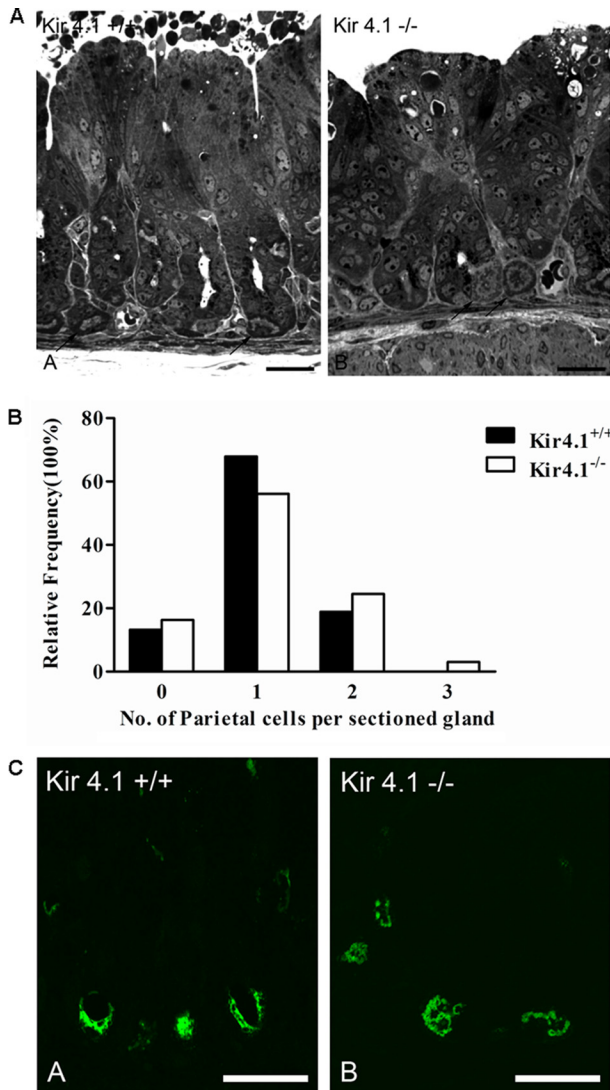 A
Kir 4.1 +/+
Kir 4.1 -/-
A
B
B
Relative Frequency(100%)
80
60
40
20
0
0 1 2 3
No. of Parietal cells per sectioned gland
Kir4.1+/+
Kir4.1-/-
C
Kir 4.1 +/+
Kir 4.1 -/-
A
B